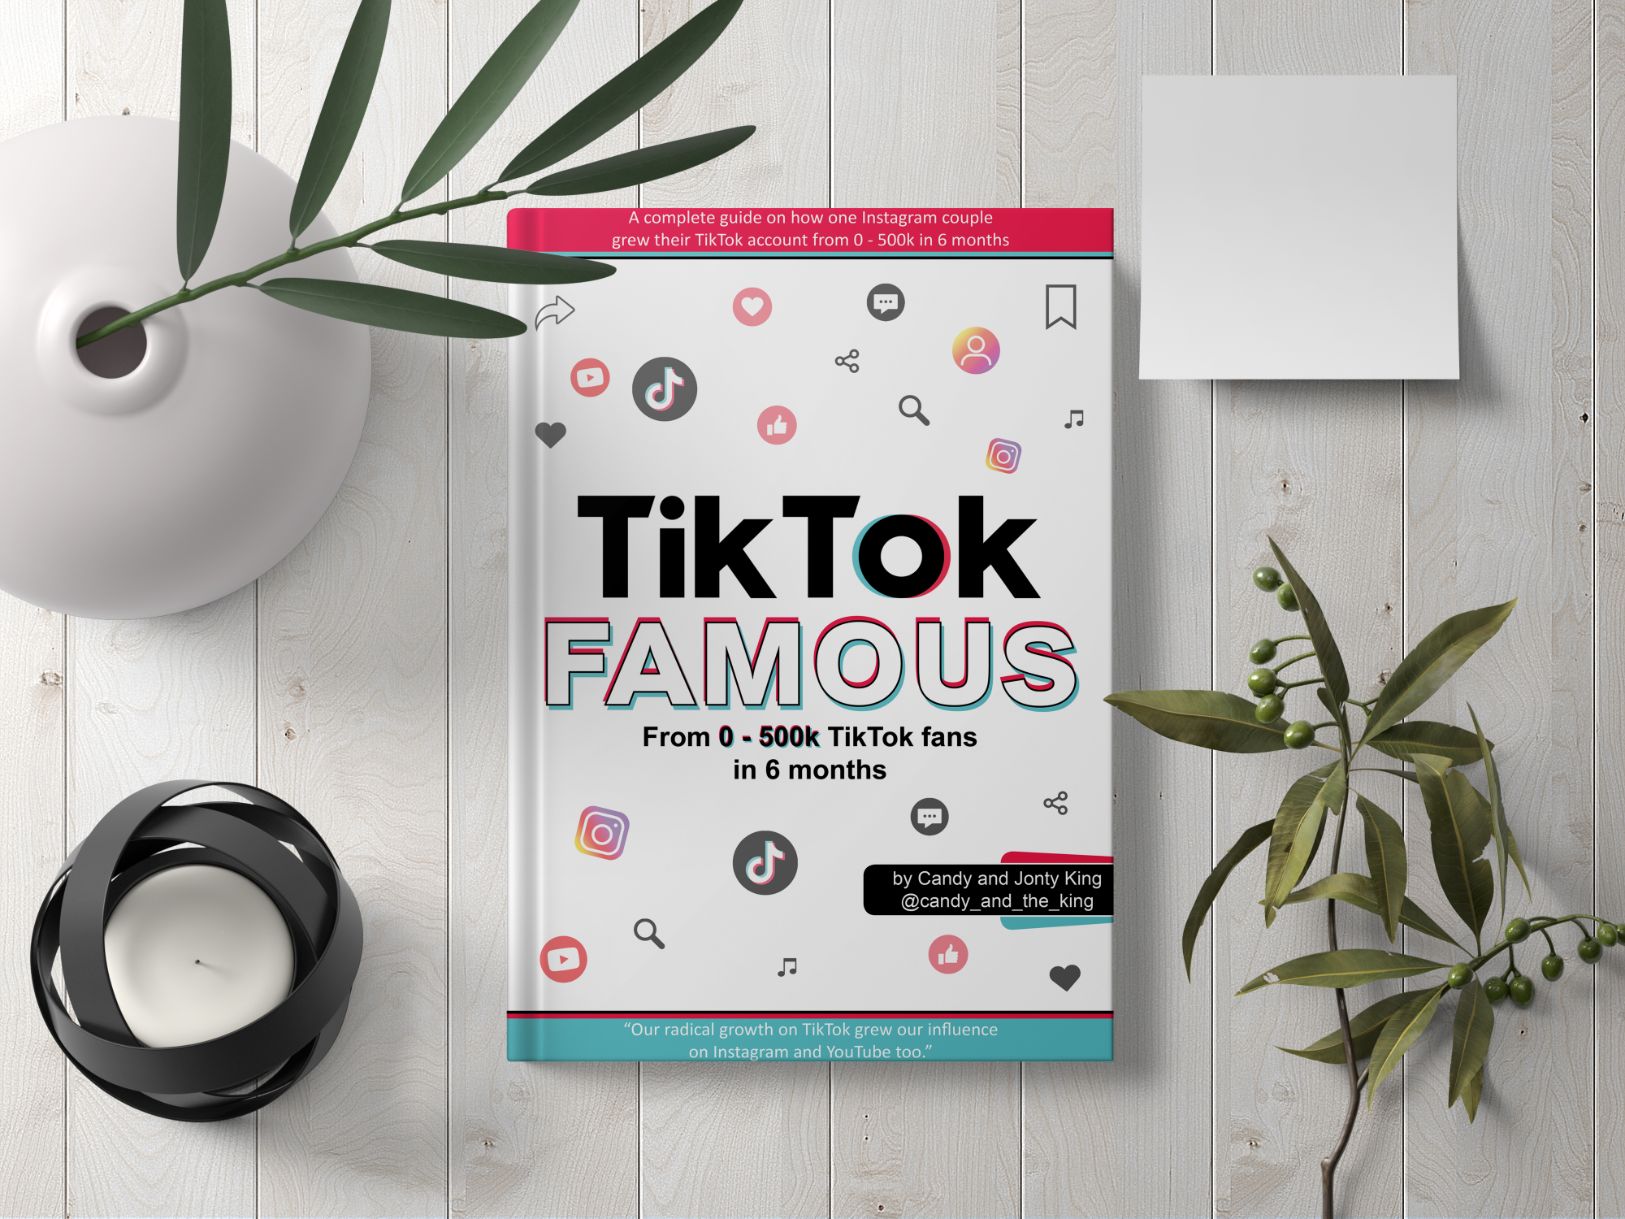 A complete guide on how one Instagram couple
grew their TikTok account from 0 - 500k in 6 months
TikTok
FAMOUS
From 0 - 500k TikTok fans
in 6 months
by Candy and Jonty King
@candy_and_the_king
“Our radical growth on TikTok grew our influence
on Instagram and YouTube too.”